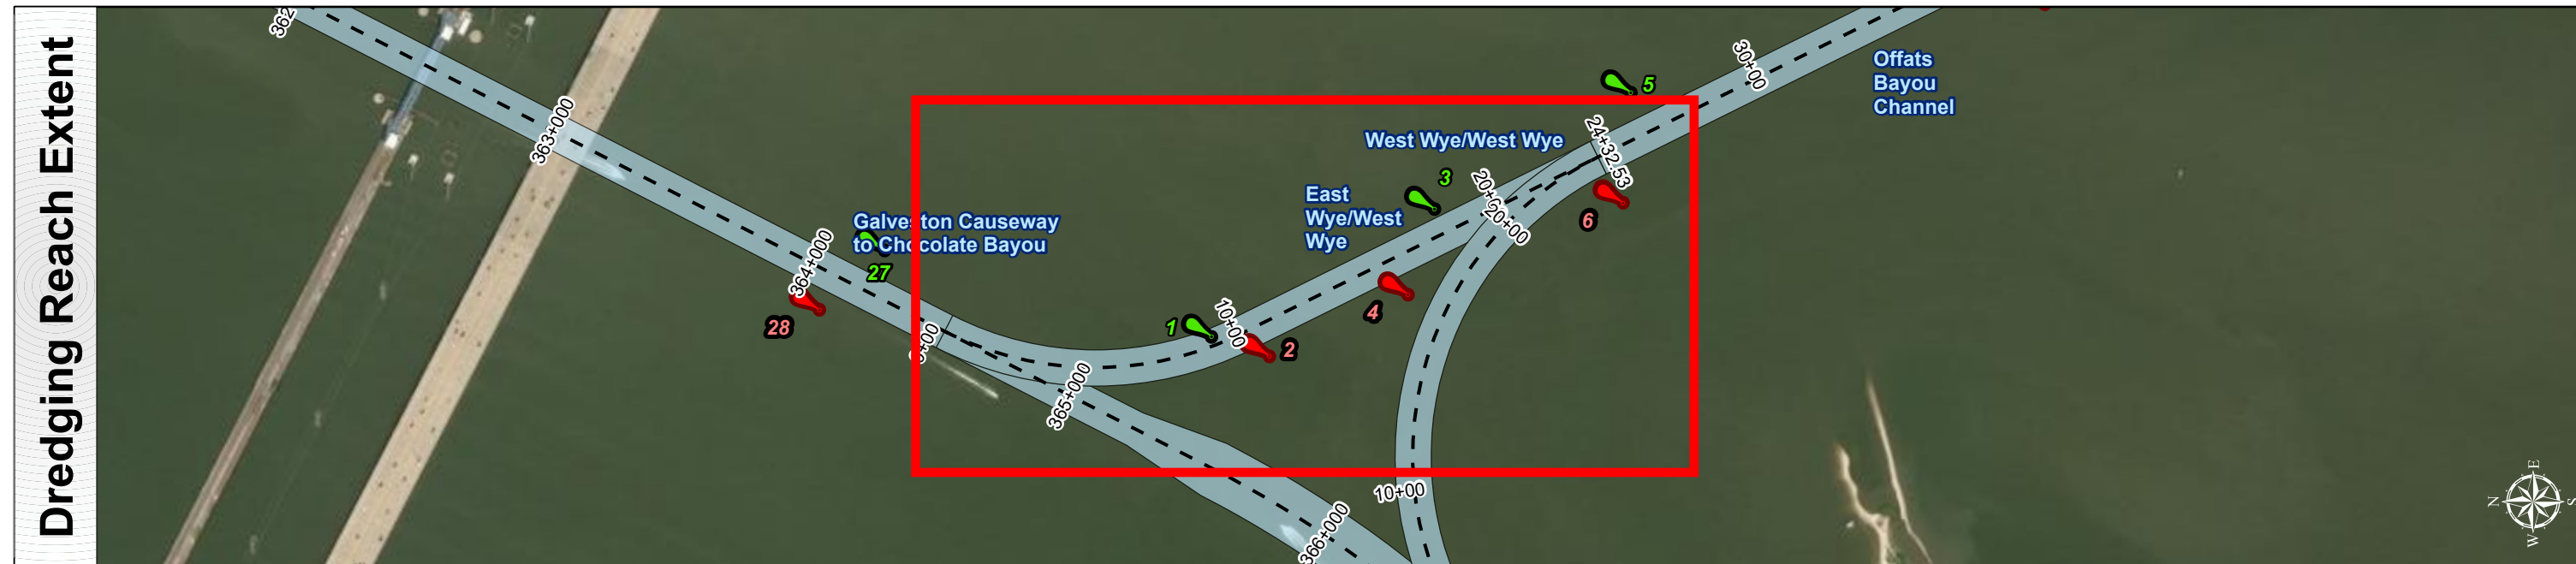 Dredging Reach Extent
362
363+000
364+000
Galveston Causeway
to Chocolate Bayou
27
28
0+00
365+000
366+000
1
10+00
2
East
Wye/West
Wye
West Wye/West Wye
3
4
20+00
20+00
24+32.53
5
6
30+00
10+00
Offats
Bayou
Channel
N
E
S
W